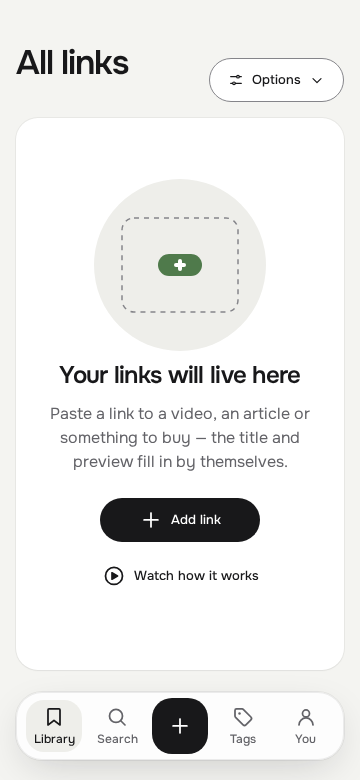 All links
Options
Your links will live here
Paste a link to a video, an article or
something to buy — the title and
preview fill in by themselves.
Add link
Watch how it works
Library
Search
Tags
You